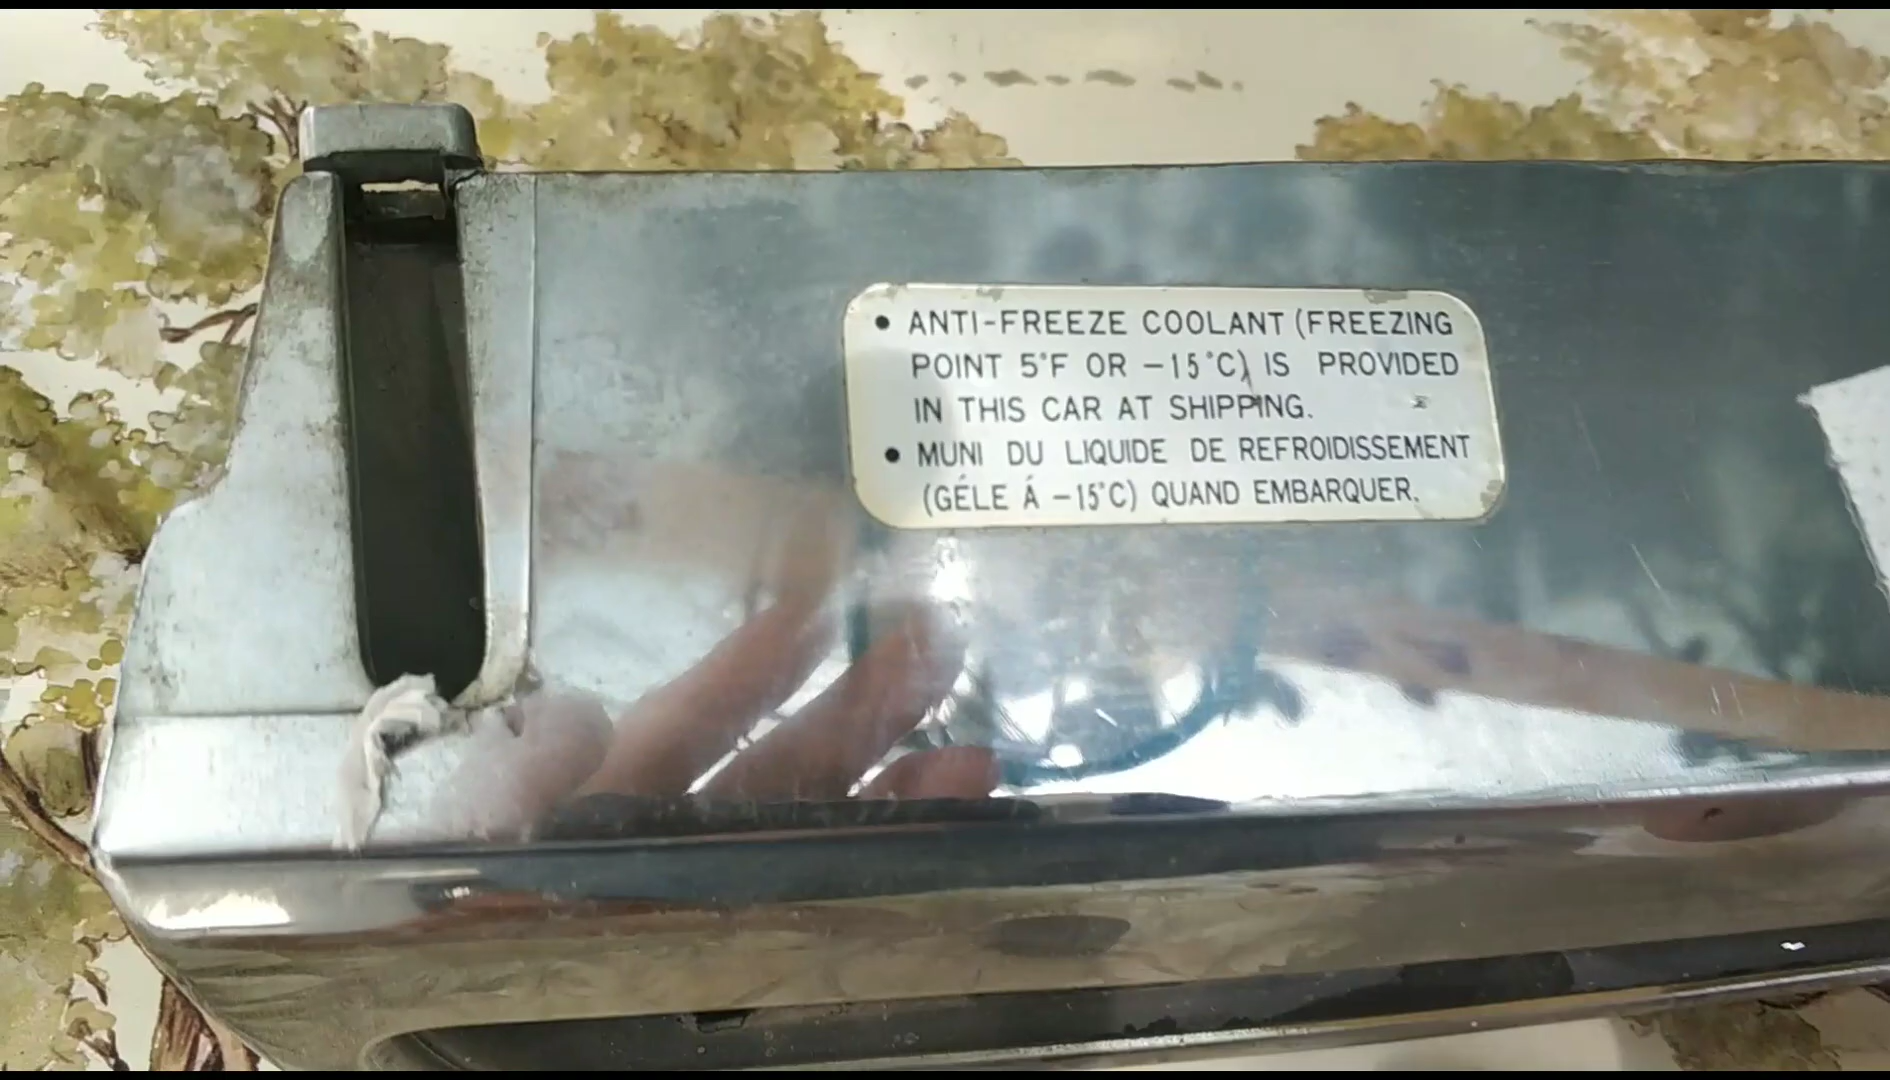 • ANTI-FREEZE COOLANT (FREEZING
POINT 5°F OR -15°C) IS PROVIDED
IN THIS CAR AT SHIPPING.
• MUNI DU LIQUIDE DE REFROIDISSEMENT
(GÉLE Á -15°C) QUAND EMBARQUER.